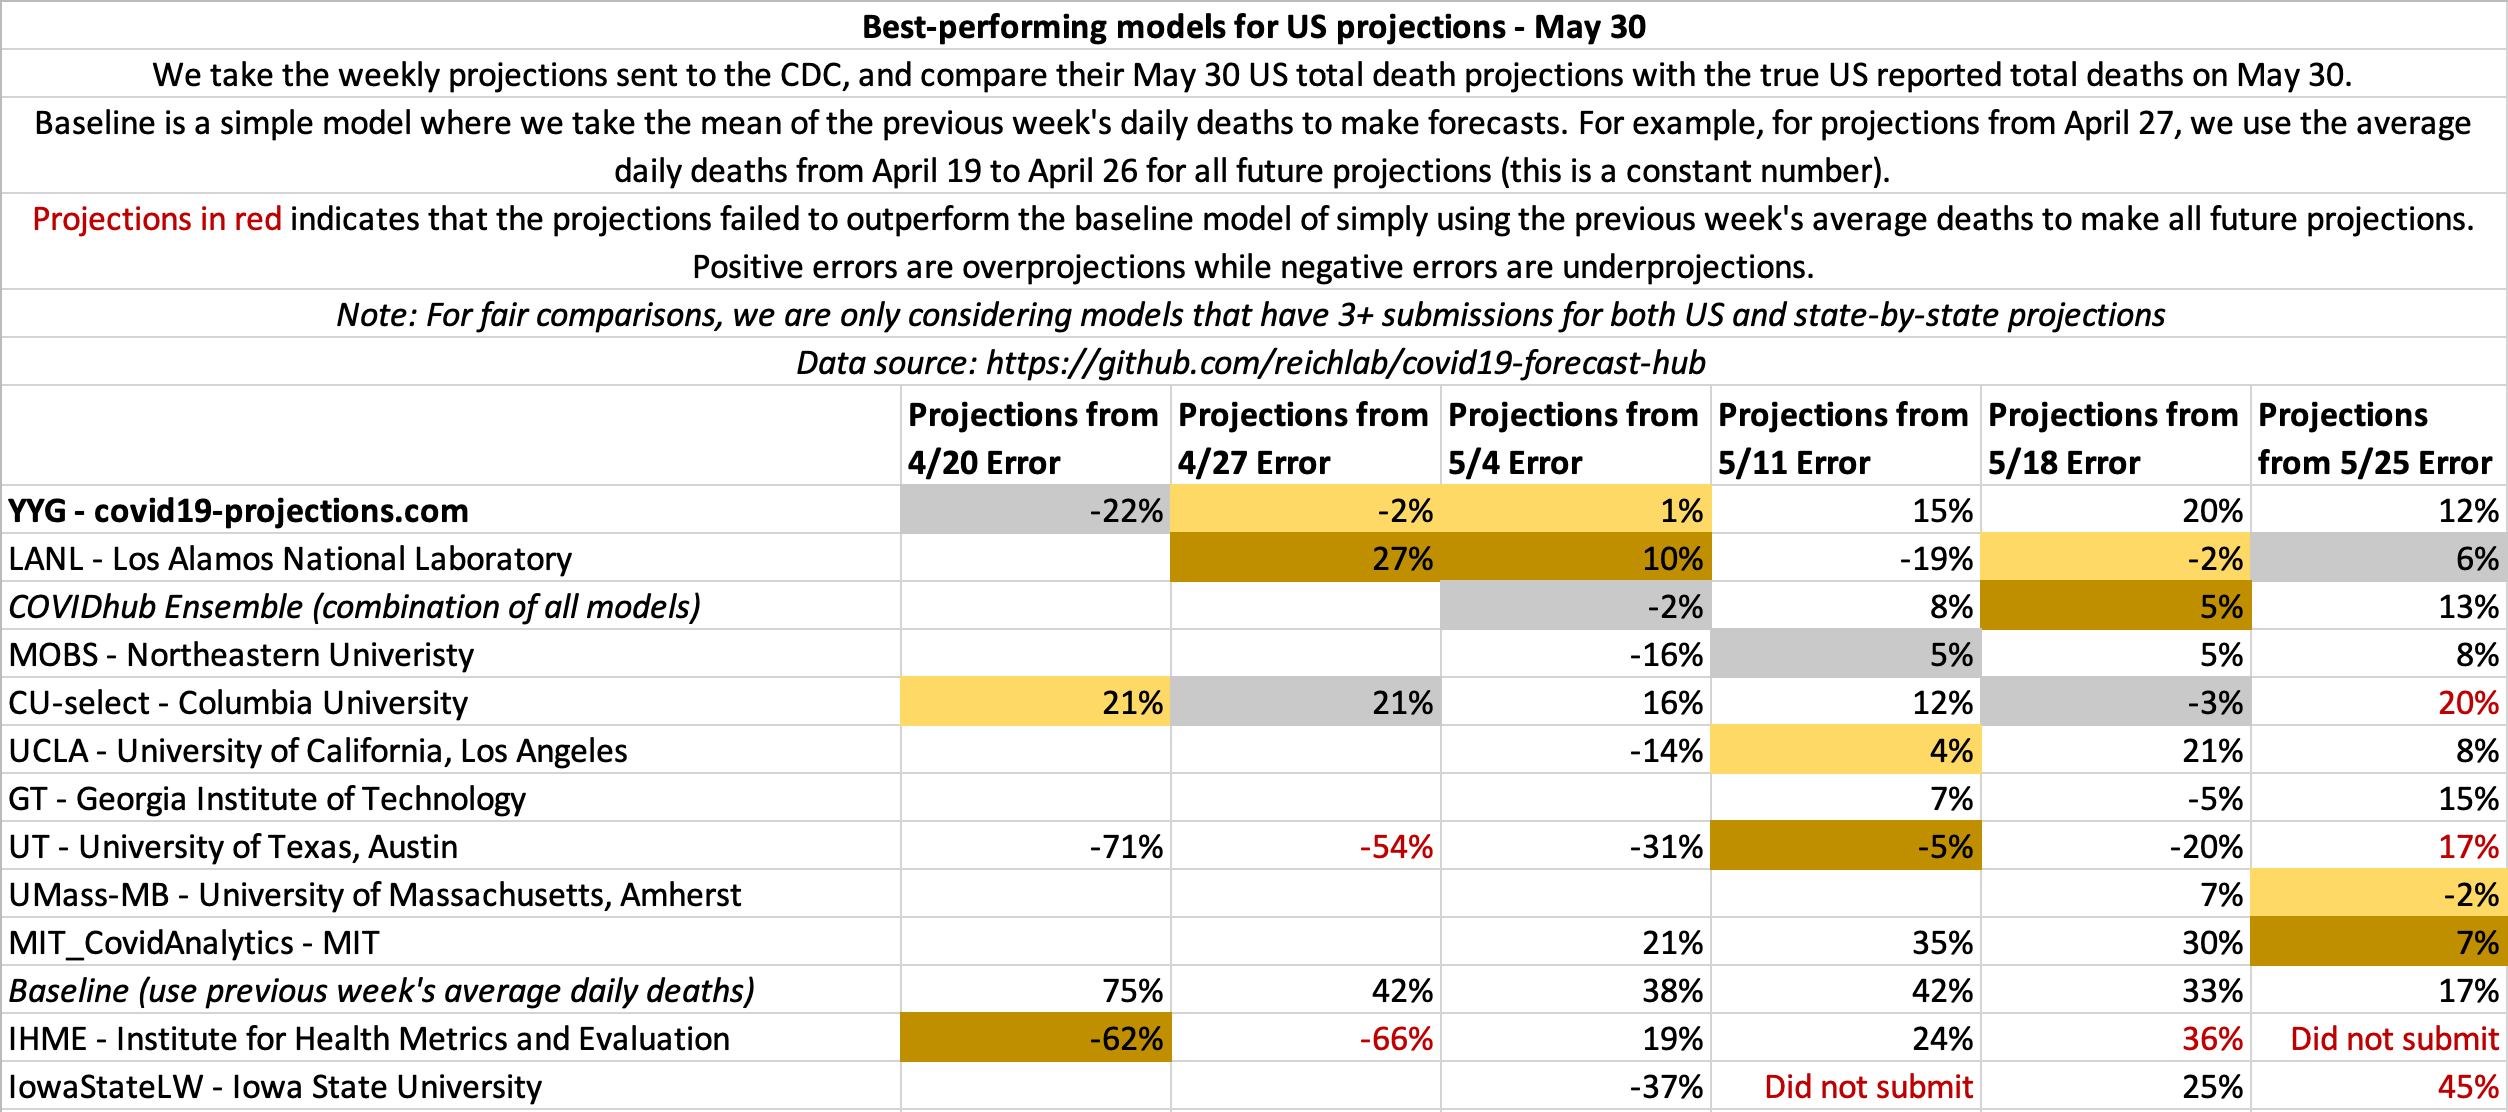 Best-performing models for US projections - May 30
We take the weekly projections sent to the CDC, and compare their May 30 US total death projections with the true US reported total deaths on May 30.
Baseline is a simple model where we take the mean of the previous week's daily deaths to make forecasts. For example, for projections from April 27, we use the average
daily deaths from April 19 to April 26 for all future projections (this is a constant number).
Projections in red indicates that the projections failed to outperform the baseline model of simply using the previous week's average deaths to make all future projections.
Positive errors are overprojections while negative errors are underprojections.
Note: For fair comparisons, we are only considering models that have 3+ submissions for both US and state-by-state projections
Data source: https://github.com/reichlab/covid19-forecast-hub
Projections from Projections from Projections from Projections from Projections from Projections
4/20 Error 4/27 Error 5/4 Error 5/11 Error 5/18 Error from 5/25 Error
YYG - covid19-projections.com -22% -2% 1% 15% 20% 12%
LANL - Los Alamos National Laboratory 27% 10% -19% -2% 6%
COVIDhub Ensemble (combination of all models) -2% 8% 5% 13%
MOBS - Northeastern Univeristy -16% 5% 5% 8%
CU-select - Columbia University 21% 21% 16% 12% -3% 20%
UCLA - University of California, Los Angeles -14% 4% 21% 8%
GT - Georgia Institute of Technology 7% -5% 15%
UT - University of Texas, Austin -71% -54% -31% -5% -20% 17%
UMass-MB - University of Massachusetts, Amherst 7% -2%
MIT_CovidAnalytics - MIT 21% 35% 30% 7%
Baseline (use previous week's average daily deaths) 75% 42% 38% 42% 33% 17%
IHME - Institute for Health Metrics and Evaluation -62% -66% 19% 24% 36% Did not submit
IowaStateLW - Iowa State University -37% Did not submit 25% 45%